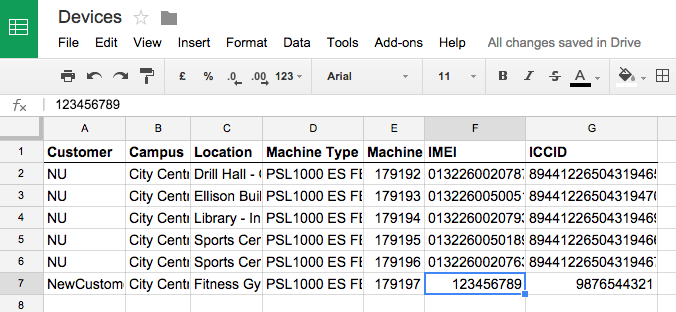 Devices
File Edit View Insert Format Data Tools Add-ons Help All changes saved in Drive
£ % .0 .00 123 Arial 11 B I S A
fx 123456789
A B C D E F G
1 Customer Campus Location Machine Type Machine IMEI ICCID
2 NU City Centr Drill Hall - PSL1000 ES FE 179192 013226002078 8944122650431946
3 NU City Centr Ellison Buil PSL1000 ES FE 179193 013226005005 8944122650431947
4 NU City Centr Library - In PSL1000 ES FE 179194 013226002079 8944122650431946
5 NU City Centr Sports Cer PSL1000 ES FE 179195 013226005018 8944122650431946
6 NU City Centr Sports Cer PSL1000 ES FE 179196 013226002076 8944122650431946
7 NewCustom City Centr Fitness Gy PSL1000 ES FE 179197 123456789 9876544321
8